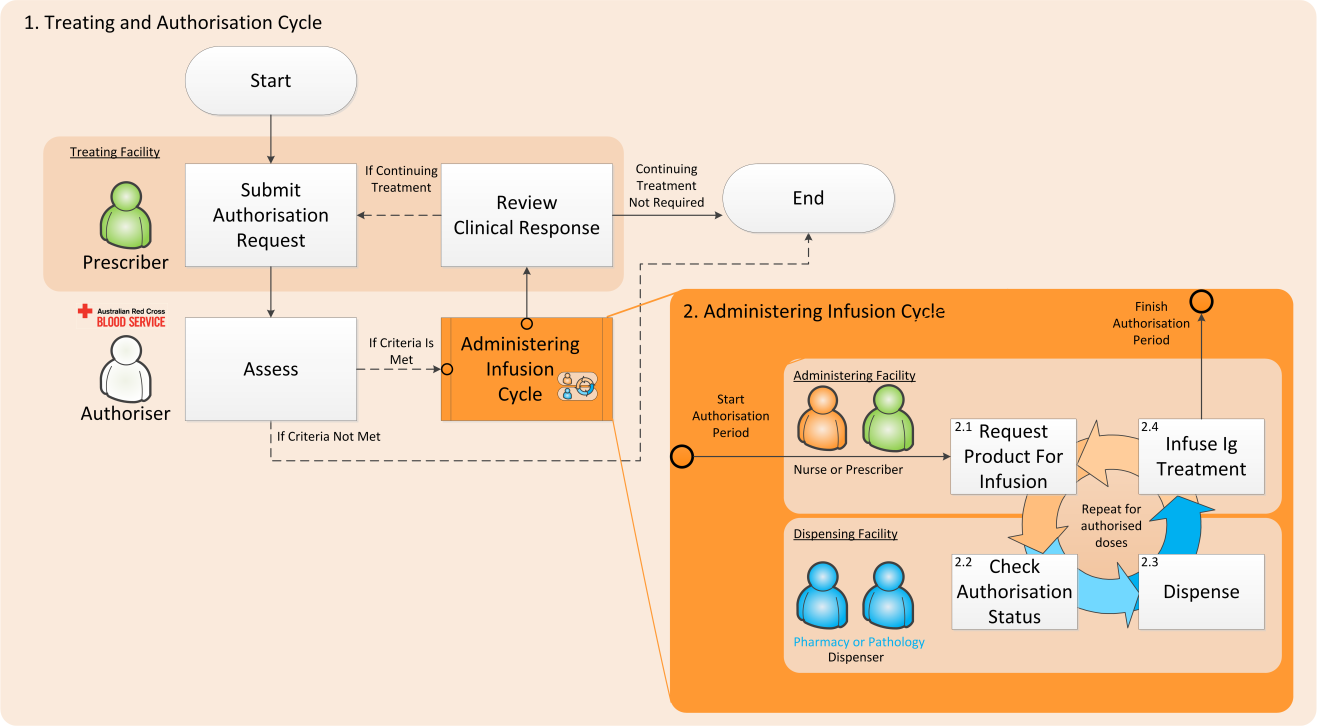 1. Treating and Authorisation Cycle
Start
Treating Facility
Prescriber
Submit
Authorisation
Request
If Continuing
Treatment
Review
Clinical Response
Continuing
Treatment
Not Required
End
Australian Red Cross
BLOOD SERVICE
Authoriser
Assess
If Criteria Is
Met
If Criteria Not Met
Administering
Infusion
Cycle
2. Administering Infusion Cycle
Finish
Authorisation
Period
Start
Authorisation
Period
Administering Facility
Nurse or Prescriber
2.1
Request
Product For
Infusion
2.4
Infuse Ig
Treatment
Repeat for
authorised
doses
Dispensing Facility
Pharmacy or Pathology
Dispenser
2.2
Check
Authorisation
Status
2.3
Dispense